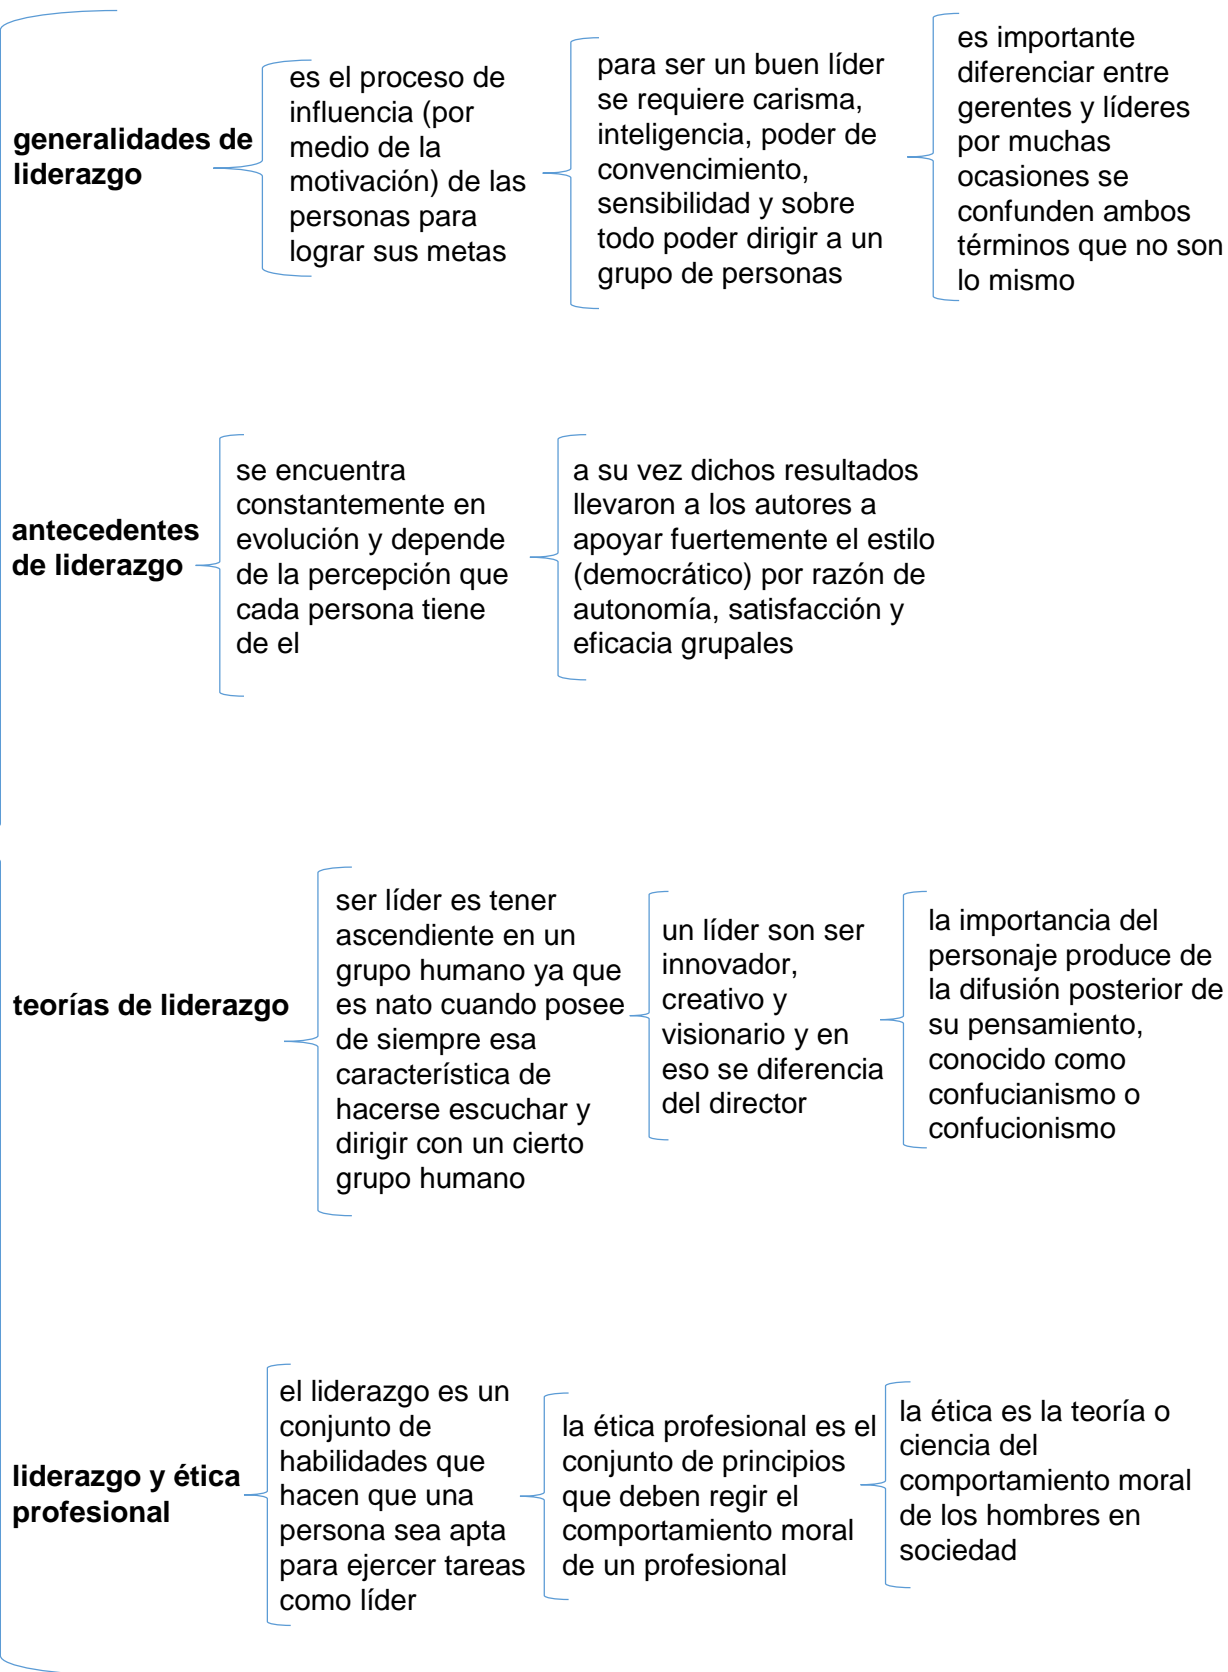 generalidades de
liderazgo
es el proceso de
influencia (por
medio de la
motivación) de las
personas para
lograr sus metas
para ser un buen líder
se requiere carisma,
inteligencia, poder de
convencimiento,
sensibilidad y sobre
todo poder dirigir a un
grupo de personas
es importante
diferenciar entre
gerentes y líderes
por muchas
ocasiones se
confunden ambos
términos que no son
lo mismo
antecedentes
de liderazgo
se encuentra
constantemente en
evolución y depende
de la percepción que
cada persona tiene
de el
a su vez dichos resultados
llevaron a los autores a
apoyar fuertemente el estilo
(democrático) por razón de
autonomía, satisfacción y
eficacia grupales
teorías de liderazgo
ser líder es tener
ascendiente en un
grupo humano ya que
es nato cuando posee
de siempre esa
característica de
hacerse escuchar y
dirigir con un cierto
grupo humano
un líder son ser
innovador,
creativo y
visionario y en
eso se diferencia
del director
la importancia del
personaje produce de
la difusión posterior de
su pensamiento,
conocido como
confucianismo o
confucionismo
liderazgo y ética
profesional
el liderazgo es un
conjunto de
habilidades que
hacen que una
persona sea apta
para ejercer tareas
como líder
la ética profesional es el
conjunto de principios
que deben regir el
comportamiento moral
de un profesional
la ética es la teoría o
ciencia del
comportamiento moral
de los hombres en
sociedad